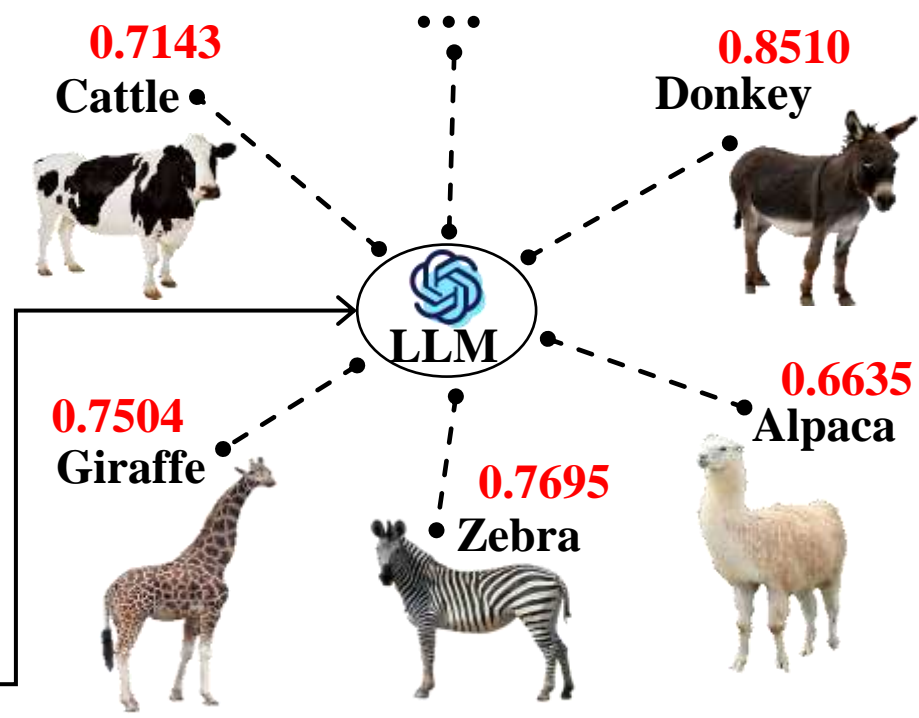 •••
0.7143
Cattle
0.8510
Donkey
LLM
0.7504
Giraffe
0.7695
Zebra
0.6635
Alpaca